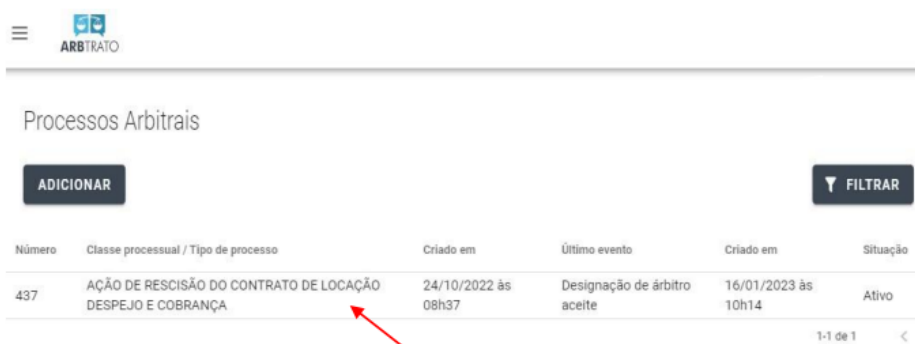 ARBTRATO
Processos Arbitrais
ADICIONAR
FILTRAR
Número Classe processual / Tipo de processo Criado em Último evento Criado em Situação
437 AÇÃO DE RESCISÃO DO CONTRATO DE LOCAÇÃO 24/10/2022 às Designação de árbitro 16/01/2023 às Ativo
DESPEJO E COBRANÇA 08h37 aceite 10h14
1-1 de 1